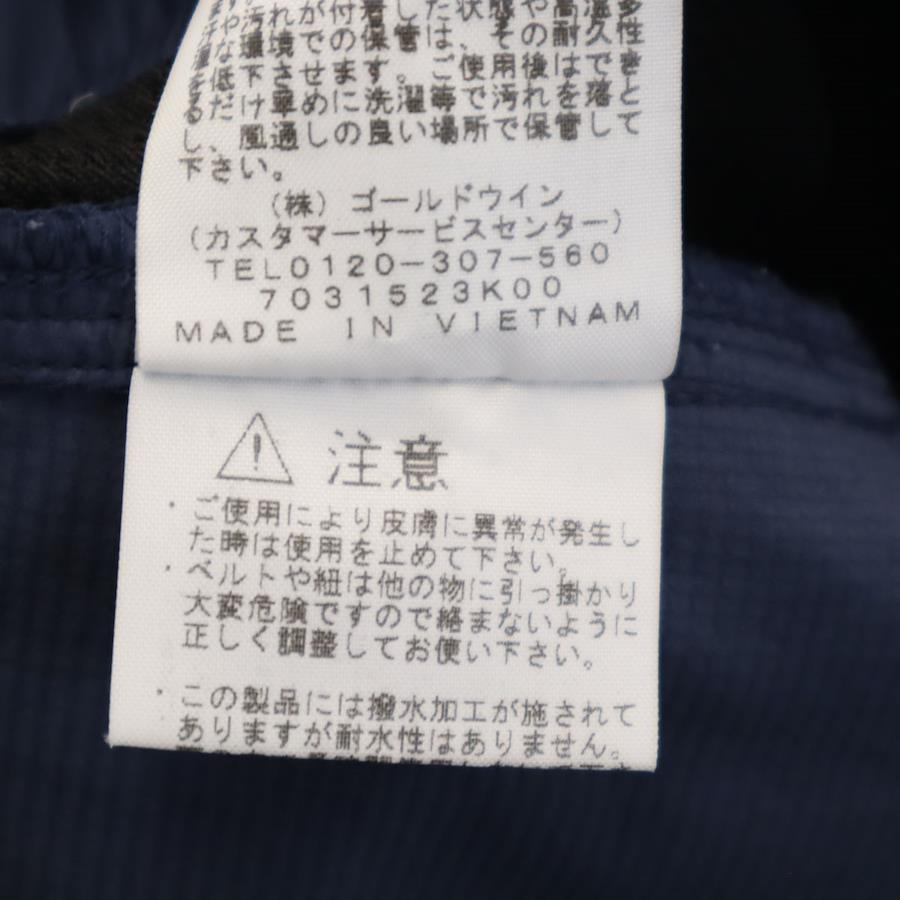 れが付着した状態や高温多
や汚環境での保管は、その耐久性
な低下させます。ご使用後はでき
るだけ早めに洗濯等で汚れを落と
し、風通しの良い場所で保管して
下さい。
(株)ゴールドウイン
(カスタマーサービスセンター)
TEL0120-307-560
7031523K00
MADE IN VIETNAM
注意
・ご使用により皮膚に異常が発生し
た時は使用を止めて下さい。
・ベルトや紐は他の物に引っ掛かり
大変危険ですので絡まないように
正しく調整してお使い下さい。
・この製品には撥水加工が施されて
ありますが耐水性はありません。